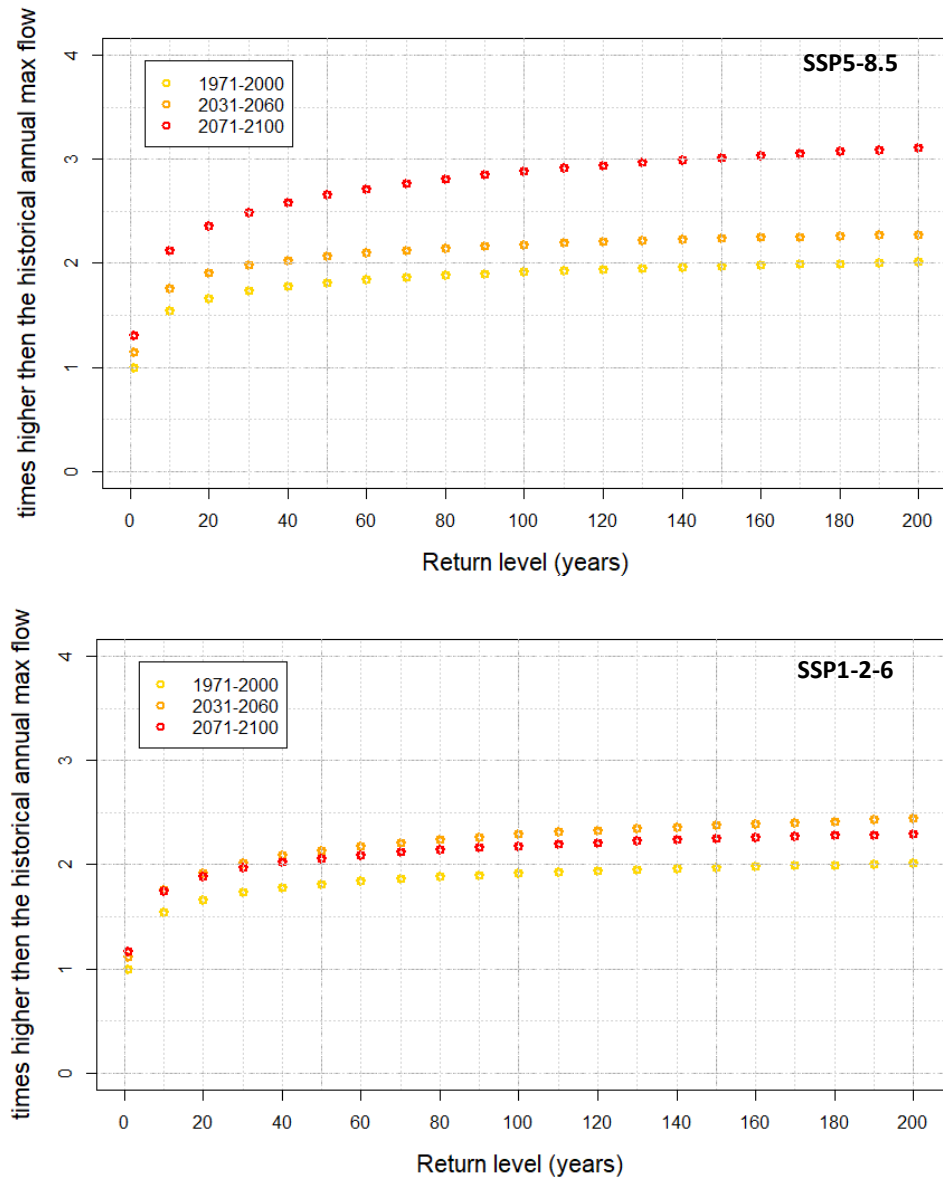 SSP5-8.5
1971-2000
2031-2060
2071-2100
times higher then the historical annual max flow
4
3
2
1
0
0 20 40 60 80 100 120 140 160 180 200
Return level (years)
SSP1-2-6
1971-2000
2031-2060
2071-2100
times higher then the historical annual max flow
4
3
2
1
0
0 20 40 60 80 100 120 140 160 180 200
Return level (years)